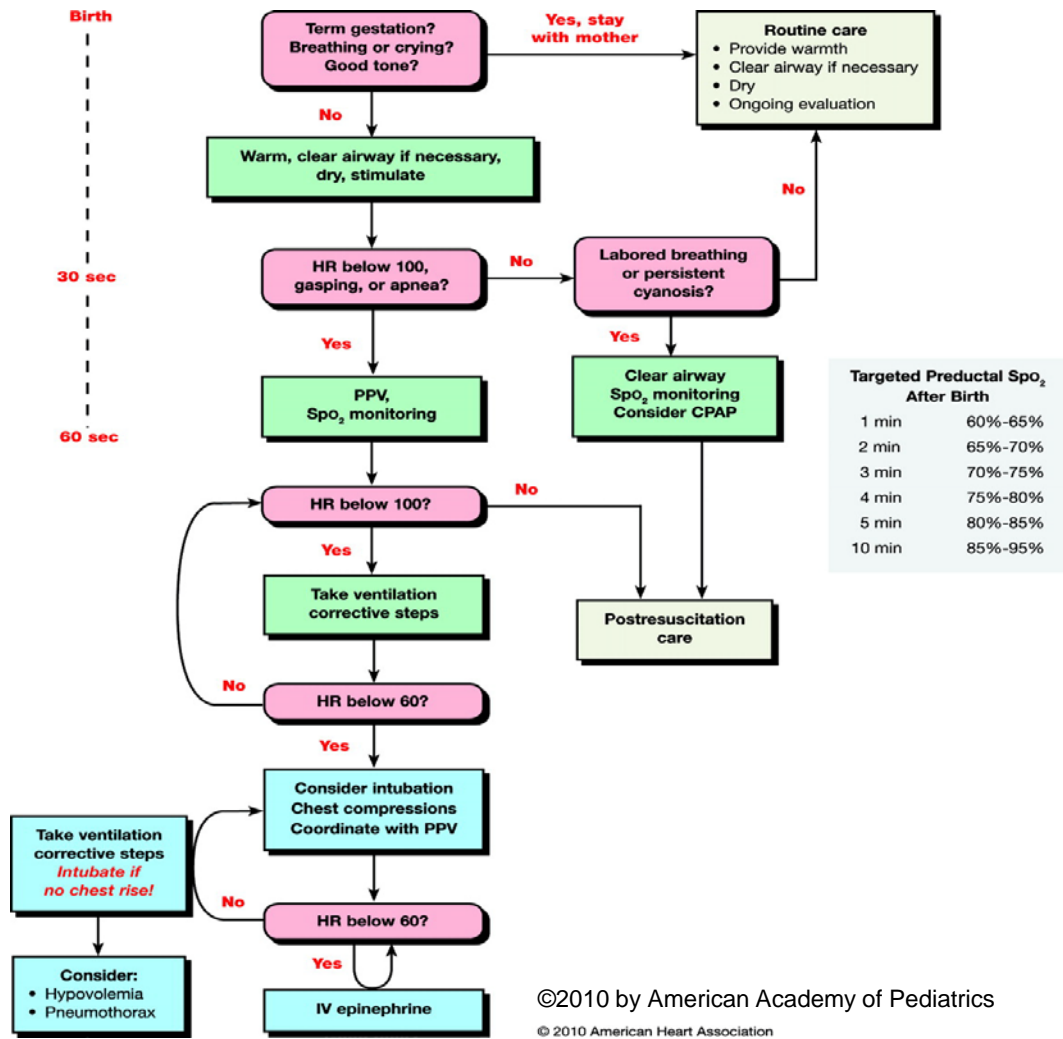 Birth
Term gestation?
Breathing or crying?
Good tone?
Yes, stay
with mother
Routine care
• Provide warmth
• Clear airway if necessary
• Dry
• Ongoing evaluation
No
Warm, clear airway if necessary,
dry, stimulate
No
30 sec
HR below 100,
gasping, or apnea?
No
Labored breathing
or persistent
cyanosis?
Yes
Yes
PPV,
SpO₂ monitoring
Clear airway
SpO₂ monitoring
Consider CPAP
60 sec
Targeted Preductal SpO₂
After Birth
1 min 60%-65%
2 min 65%-70%
3 min 70%-75%
4 min 75%-80%
5 min 80%-85%
10 min 85%-95%
HR below 100?
No
Yes
Take ventilation
corrective steps
Postresuscitation
care
No
HR below 60?
Yes
Consider intubation
Chest compressions
Coordinate with PPV
Take ventilation
corrective steps
Intubate if
no chest rise!
No
HR below 60?
Yes
Consider:
• Hypovolemia
• Pneumothorax
IV epinephrine
©2010 by American Academy of Pediatrics
© 2010 American Heart Association